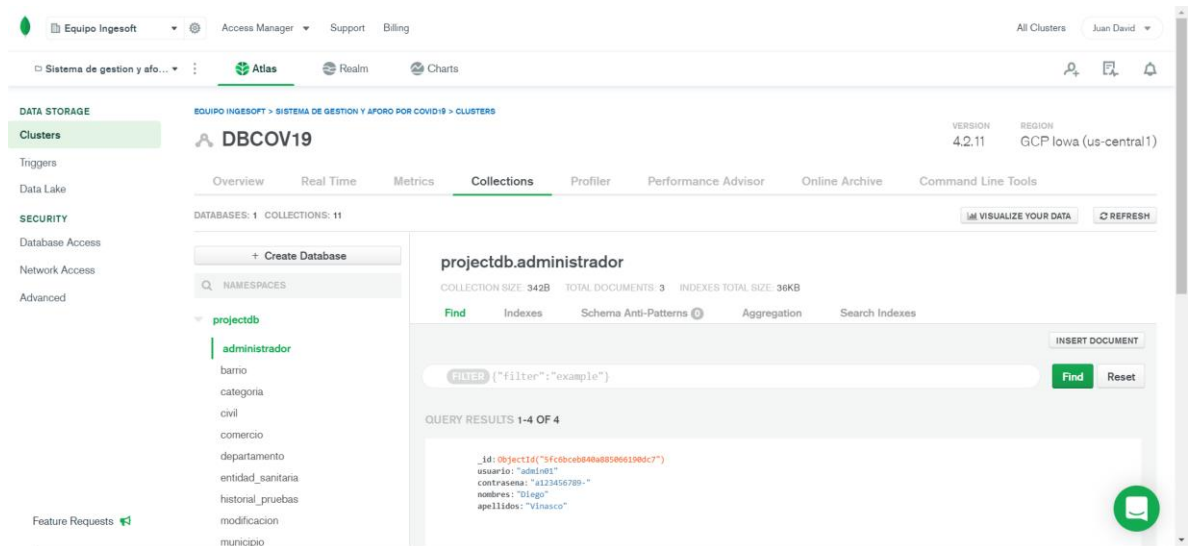 Equipo Ingesoft Access Manager Support Billing All Clusters Juan David
Sistema de gestion y afo... Atlas Realm Charts
DATA STORAGE
Clusters
Triggers
Data Lake
SECURITY
Database Access
Network Access
Advanced
Feature Requests
EQUIPO INGESOFT > SISTEMA DE GESTION Y AFORO POR COVID19 > CLUSTERS
DBCOV19
VERSION REGION
4.2.11 GCP Iowa (us-central1)
Overview Real Time Metrics Collections Profiler Performance Advisor Online Archive Command Line Tools
DATABASES: 1 COLLECTIONS: 11 VISUALIZE YOUR DATA REFRESH
+ Create Database
NAMESPACES
projectdb
administrador
barrio
categoria
civil
comercio
departamento
entidad_sanitaria
historial_pruebas
modificacion
municipio
projectdb.administrador
COLLECTION SIZE: 342B TOTAL DOCUMENTS: 3 INDEXES TOTAL SIZE: 36KB
Find Indexes Schema Anti-Patterns 0 Aggregation Search Indexes
INSERT DOCUMENT
FILTER {"filter":"example"} Find Reset
QUERY RESULTS 1-4 OF 4
_id:ObjectId("5fc6bceb840a885066190dc7")
usuario:"admin01"
contrasena:"a123456789-"
nombres:"Diego"
apellidos:"Vinasco"